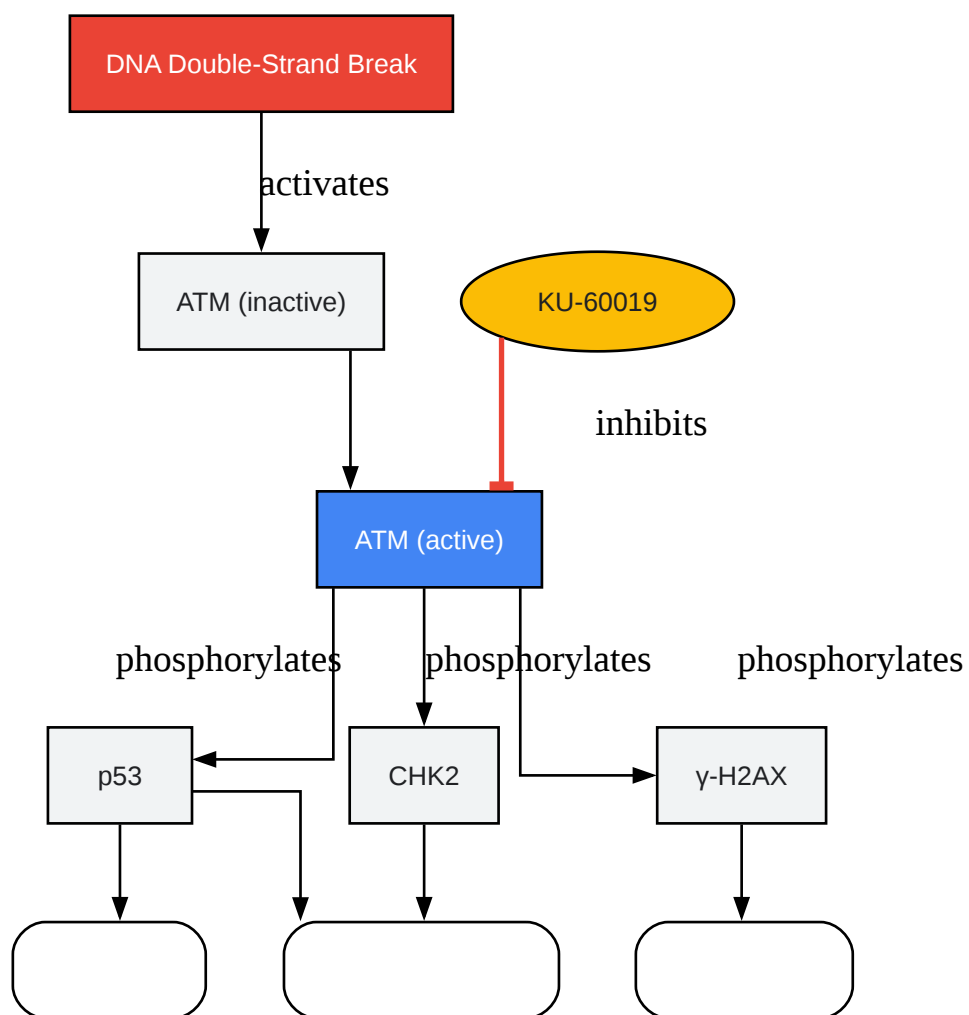 DNA Double-Strand Break
activates
ATM (inactive)
KU-60019
inhibits
ATM (active)
phosphorylates
phosphorylates
phosphorylates
p53
CHK2
γ-H2AX